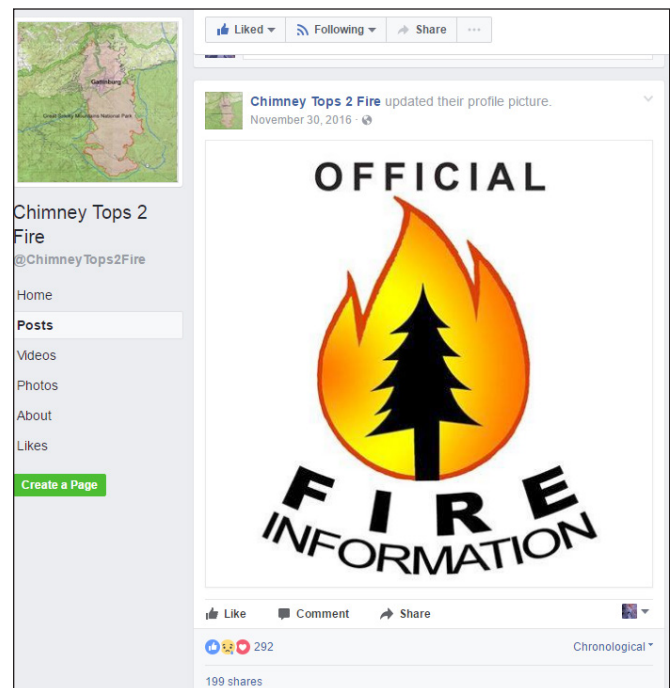 Liked
Following
Share
Gatlinburg
Great Smoky Mountains National Park
Chimney Tops 2
Fire
@ChimneyTops2Fire
Home
Posts
Videos
Photos
About
Likes
Create a Page
Chimney Tops 2 Fire updated their profile picture.
November 30, 2016 ·
OFFICIAL
FIRE
INFORMATION
Like Comment Share
292
Chronological
199 shares